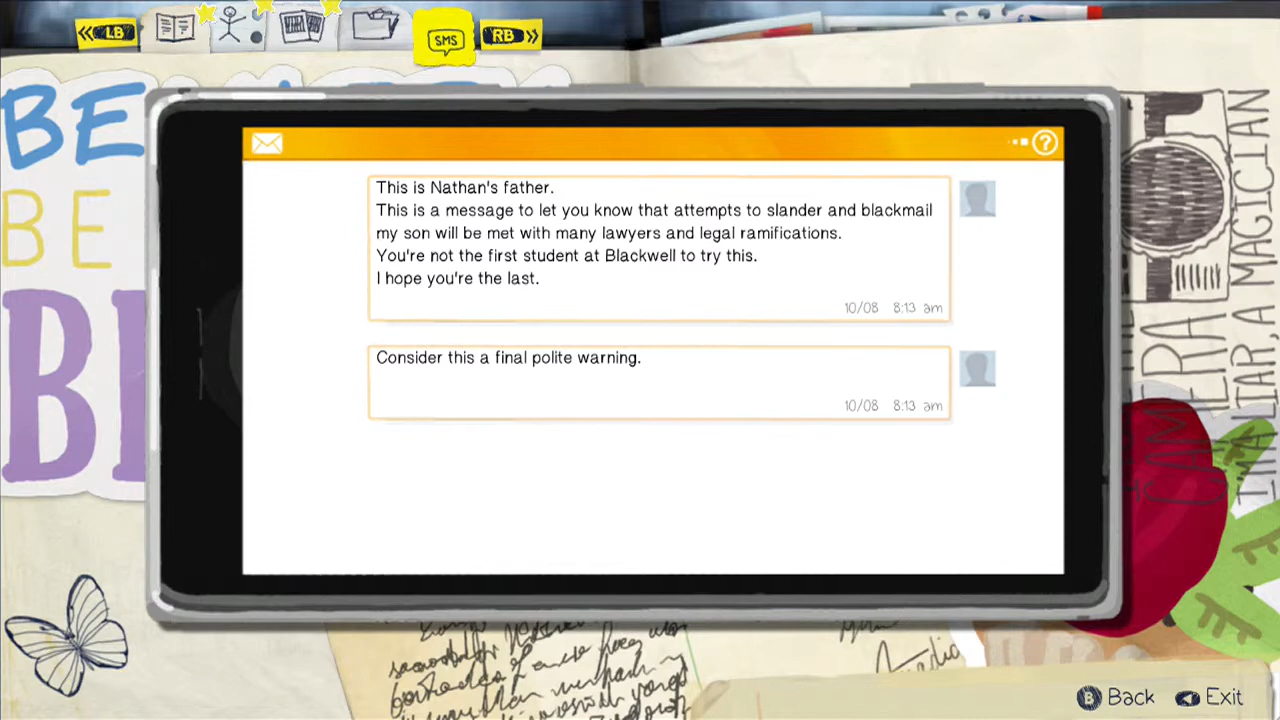 LB
SMS
RB
This is Nathan's father.
This is a message to let you know that attempts to slander and blackmail
my son will be met with many lawyers and legal ramifications.
You're not the first student at Blackwell to try this.
I hope you're the last.
10/08 8:13 am
Consider this a final polite warning.
10/08 8:13 am
BE
BE
CAMERA
LIAR, A MAGICIAN
B Back
Exit